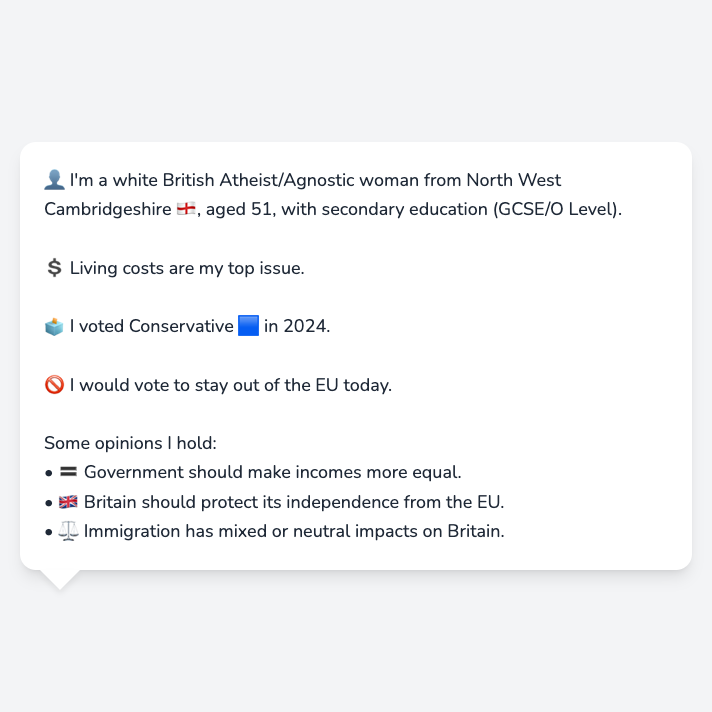 👤 I'm a white British Atheist/Agnostic woman from North West
Cambridgeshire 🏴󠁧󠁢󠁥󠁮󠁧󠁿, aged 51, with secondary education (GCSE/O Level).
💲 Living costs are my top issue.
🗳️ I voted Conservative 🟦 in 2024.
🚫 I would vote to stay out of the EU today.
Some opinions I hold:
• 🟰 Government should make incomes more equal.
• 🇬🇧 Britain should protect its independence from the EU.
• ⚖️ Immigration has mixed or neutral impacts on Britain.